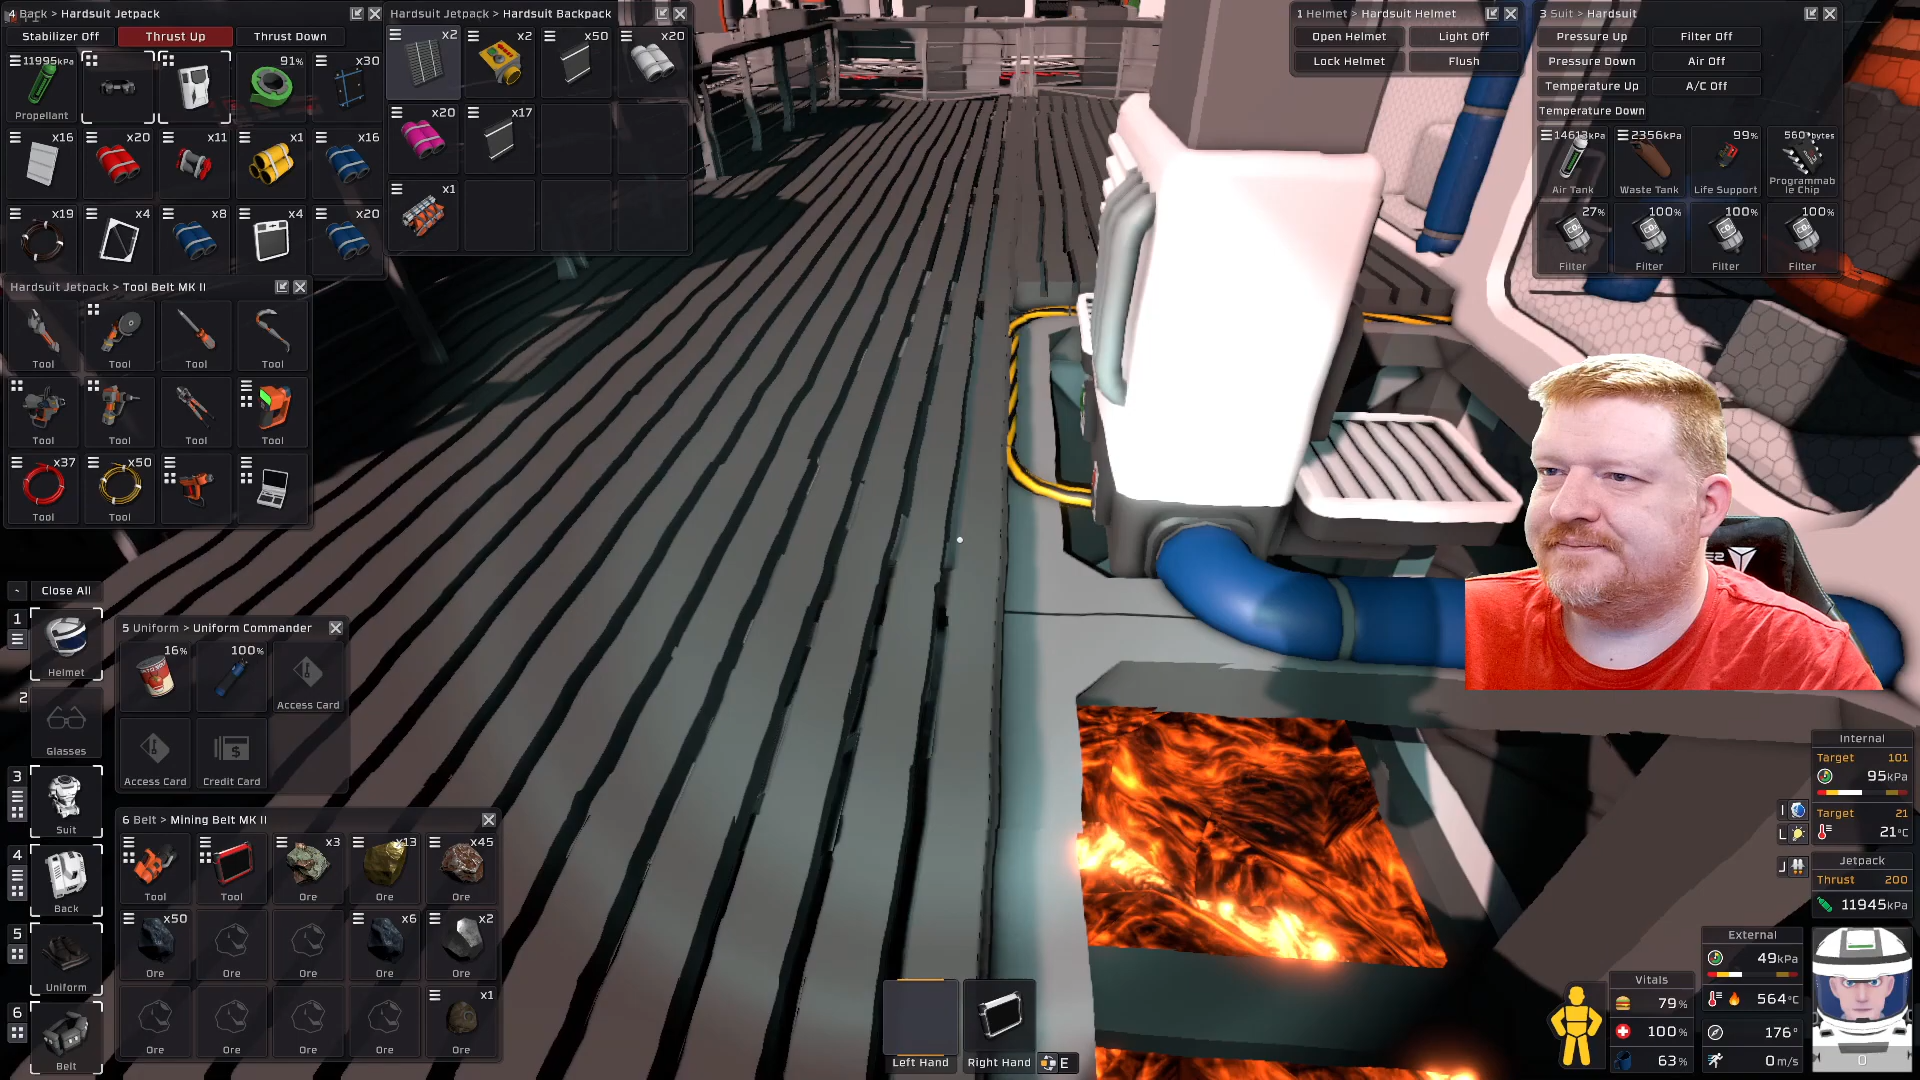 4 Back > Hardsuit Jetpack
Stabilizer Off
Thrust Up
Thrust Down
11995kPa
91%
x30
Propellant
x16
x20
x11
x1
x16
x19
x4
x8
x4
x20
Hardsuit Jetpack > Hardsuit Backpack
x2
x2
x50
x20
x20
x17
x1
Hardsuit Jetpack > Tool Belt MK II
Tool
Tool
Tool
Tool
Tool
Tool
Tool
Tool
x37
x50
Tool
Tool
1 Helmet > Hardsuit Helmet
Open Helmet
Light Off
Lock Helmet
Flush
3 Suit > Hardsuit
Pressure Up
Filter Off
Pressure Down
Air Off
Temperature Up
A/C Off
Temperature Down
14613kPa
2356kPa
99%
560 bytes
Air Tank
Waste Tank
Life Support
Programmab
le Chip
27%
100%
100%
100%
Filter
Filter
Filter
Filter
~
Close All
1
Helmet
2
Glasses
3
Suit
4
Back
5
Uniform
6
Belt
5 Uniform > Uniform Commander
16%
100%
Access Card
Access Card
Credit Card
6 Belt > Mining Belt MK II
x3
x13
x45
Tool
Tool
Ore
Ore
Ore
x50
x6
x2
Ore
Ore
Ore
Ore
Ore
x1
Ore
Ore
Ore
Ore
Ore
Left Hand
Right Hand
E
Internal
Target 101
95kPa
Target 21
21°C
I
L
J
Jetpack
Thrust 200
11945kPa
External
49kPa
564°C
176°
0m/s
Vitals
79%
100%
63%
0